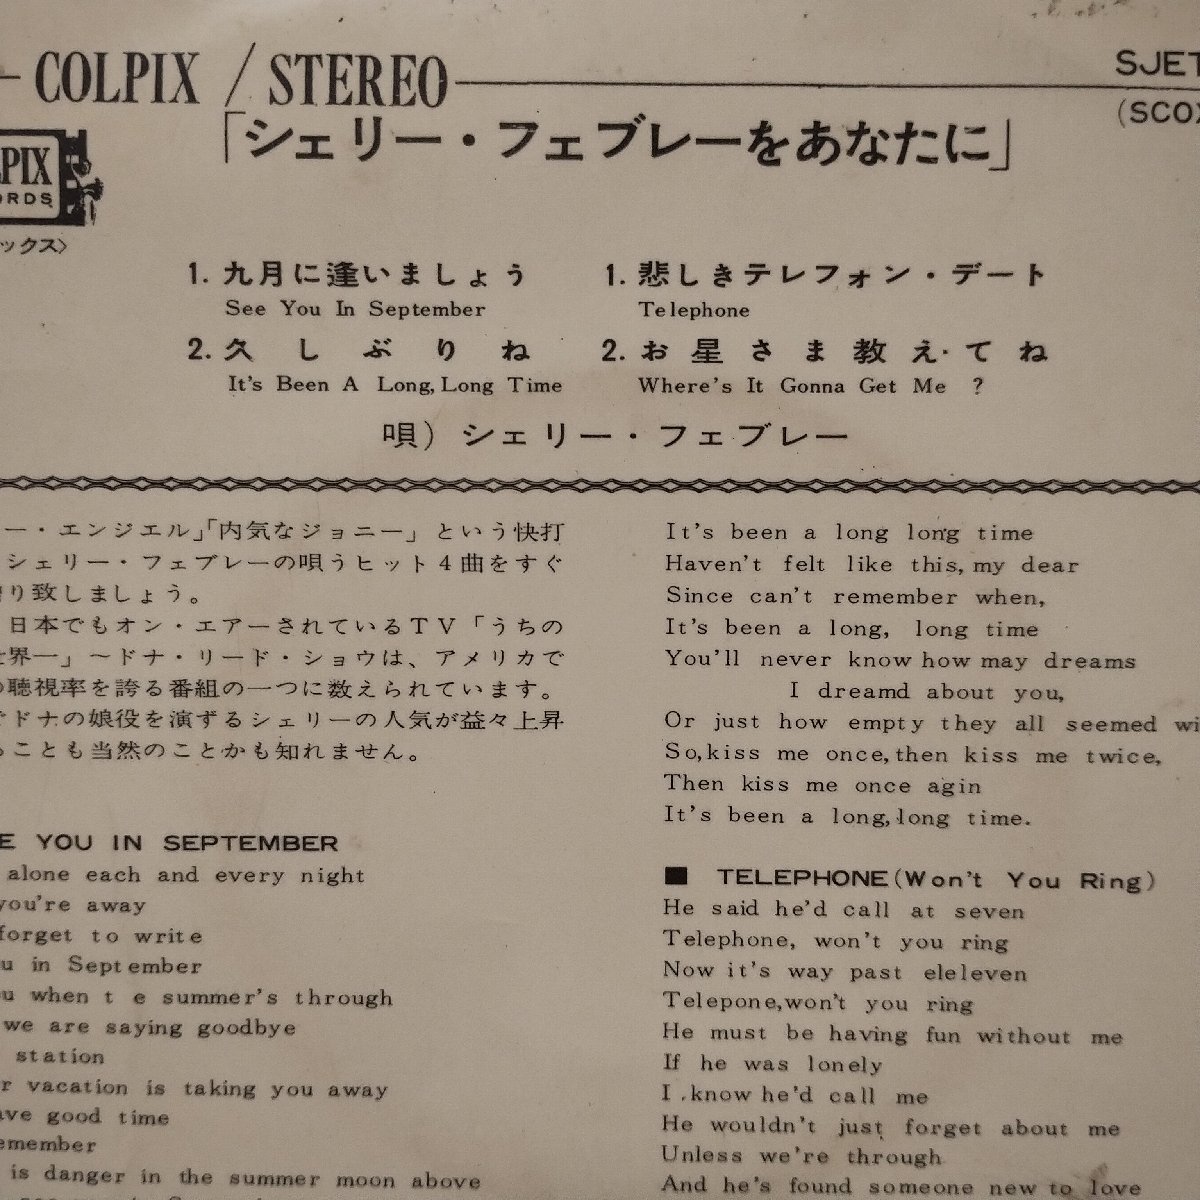 COLPIX / STEREO
SJET
(SCO
「シェリー・フェブレーをあなたに」
PIX
ORDS
ックス〉
1. 九月に逢いましょう
See You In September
2. 久しぶりね
It's Been A Long, Long Time
1. 悲しきテレフォン・デート
Telephone
2. お星さま教えてね
Where's It Gonna Get Me ?
唄) シェリー・フェブレー
ー・エンジェル」「内気なジョニー」という快打
シェリー・フェブレーの唄うヒット4曲をすぐ
り致しましょう。
日本でもオン・エアーされているTV「うちの
世界一」〜ドナ・リード・ショウは、アメリカで
聴視率を誇る番組の一つに数えられています。
でドナの娘役を演ずるシェリーの人気が益々上昇
ることも当然のことかも知れません。
E YOU IN SEPTEMBER
alone each and every night
you're away
forget to write
u in September
u when t e summer's through
we are saying goodbye
station
r vacation is taking you away
ave good time
emember
is danger in the summer moon above
It's been a long long time
Haven't felt like this, my dear
Since can't remember when,
It's been a long, long time
You'll never know how may dreams
I dreamd about you,
Or just how empty they all seemed wi
So, kiss me once, then kiss me twice,
Then kiss me once agin
It's been a long, long time.
■ TELEPHONE (Won't You Ring)
He said he'd call at seven
Telephone, won't you ring
Now it's way past eleleven
Telepone, won't you ring
He must be having fun without me
If he was lonely
I know he'd call me
He wouldn't just forget about me
Unless we're through
And he's found someone new to love